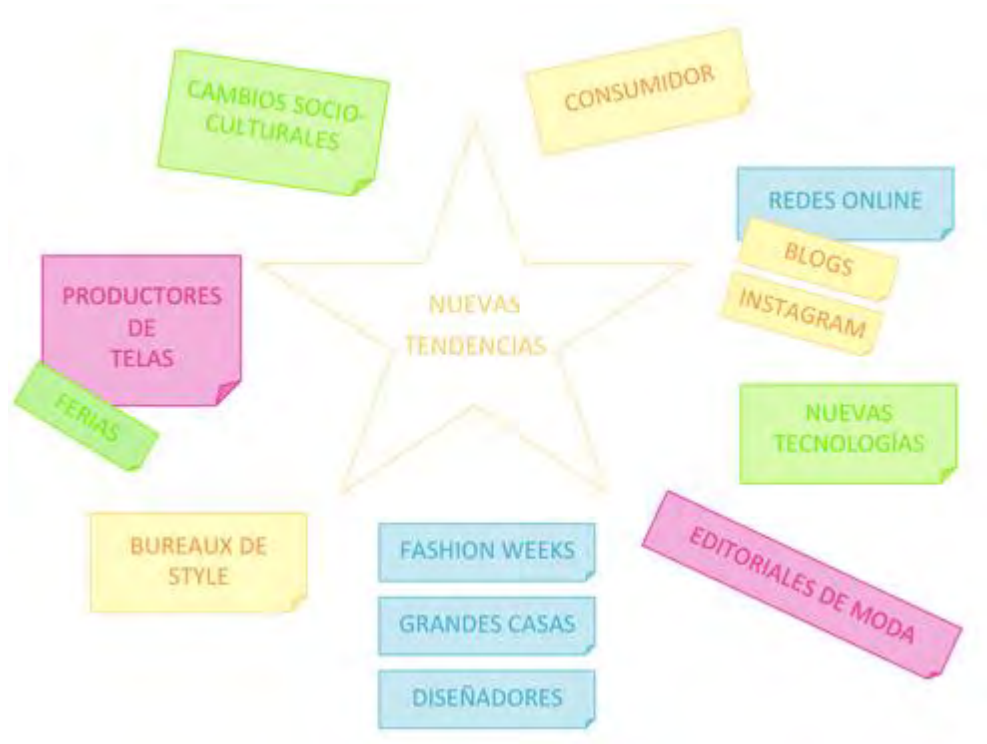 CAMBIOS SOCIO-
CULTURALES
CONSUMIDOR
REDES ONLINE
BLOGS
INSTAGRAM
PRODUCTORES
DE
TELAS
FERIAS
NUEVAS
TENDENCIAS
NUEVAS
TECNOLOGÍAS
BUREAUX DE
STYLE
FASHION WEEKS
GRANDES CASAS
DISEÑADORES
EDITORIALES DE MODA